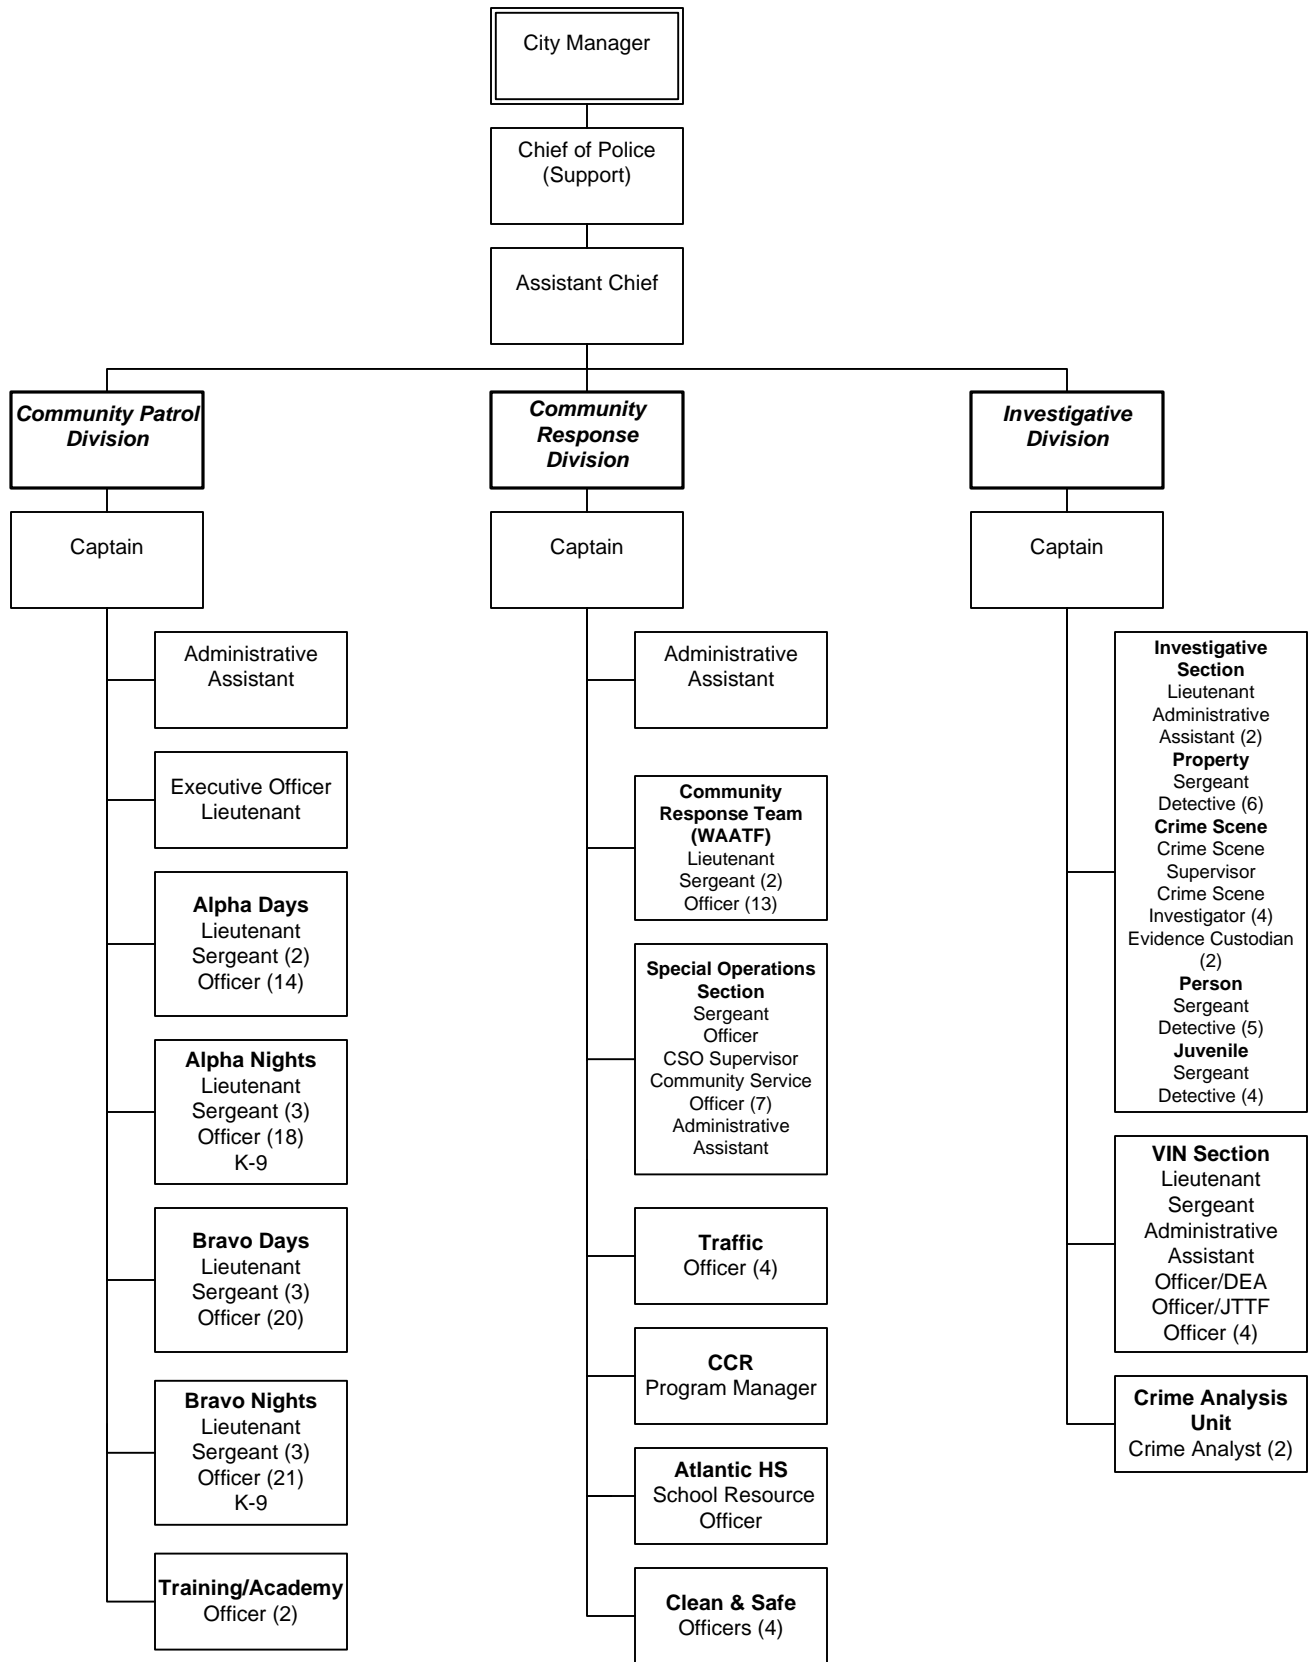 City Manager
Chief of Police
(Support)
Assistant Chief
Community Patrol
Division
Captain
Administrative
Assistant
Executive Officer
Lieutenant
Alpha Days
Lieutenant
Sergeant (2)
Officer (14)
Alpha Nights
Lieutenant
Sergeant (3)
Officer (18)
K-9
Bravo Days
Lieutenant
Sergeant (3)
Officer (20)
Bravo Nights
Lieutenant
Sergeant (3)
Officer (21)
K-9
Training/Academy
Officer (2)
Community
Response
Division
Captain
Administrative
Assistant
Community
Response Team
(WAATF)
Lieutenant
Sergeant (2)
Officer (13)
Special Operations
Section
Sergeant
Officer
CSO Supervisor
Community Service
Officer (7)
Administrative
Assistant
Traffic
Officer (4)
CCR
Program Manager
Atlantic HS
School Resource
Officer
Clean & Safe
Officers (4)
Investigative
Division
Captain
Investigative
Section
Lieutenant
Administrative
Assistant (2)
Property
Sergeant
Detective (6)
Crime Scene
Crime Scene
Supervisor
Crime Scene
Investigator (4)
Evidence Custodian
(2)
Person
Sergeant
Detective (5)
Juvenile
Sergeant
Detective (4)
VIN Section
Lieutenant
Sergeant
Administrative
Assistant
Officer/DEA
Officer/JTTF
Officer (4)
Crime Analysis
Unit
Crime Analyst (2)